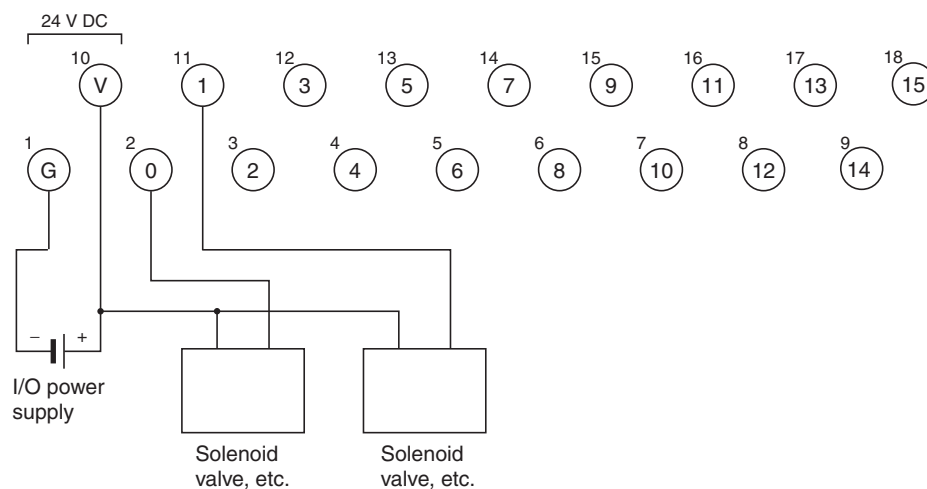 24 V DC
10 11 12 13 14 15 16 17 18
V 1 3 5 7 9 11 13 15
1 2 3 4 5 6 7 8 9
G 0 2 4 6 8 10 12 14
− +
I/O power
supply
Solenoid
valve, etc.
Solenoid
valve, etc.